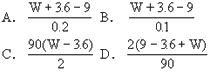 A. (W + 3.6 − 9)/0.2 B. (W + 3.6 − 9)/0.1
C. 90(W − 3.6)/2 D. 2(9 − 3.6 + W)/90